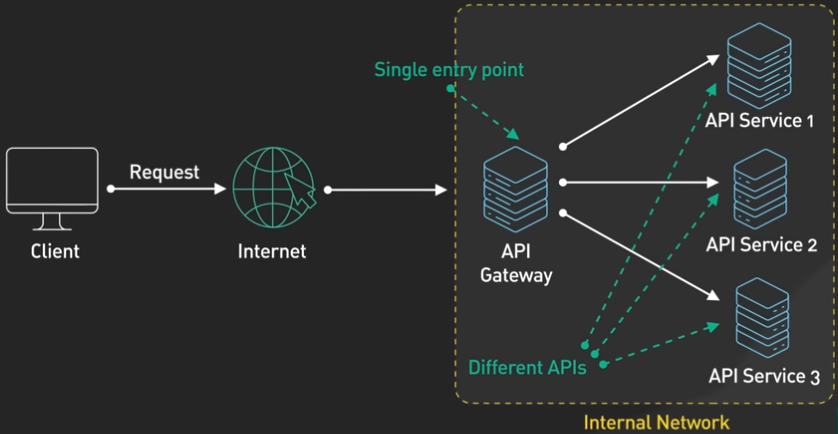 Single entry point
API Service 1
Request
Client
Internet
API
Gateway
API Service 2
Different APIs
API Service 3
Internal Network